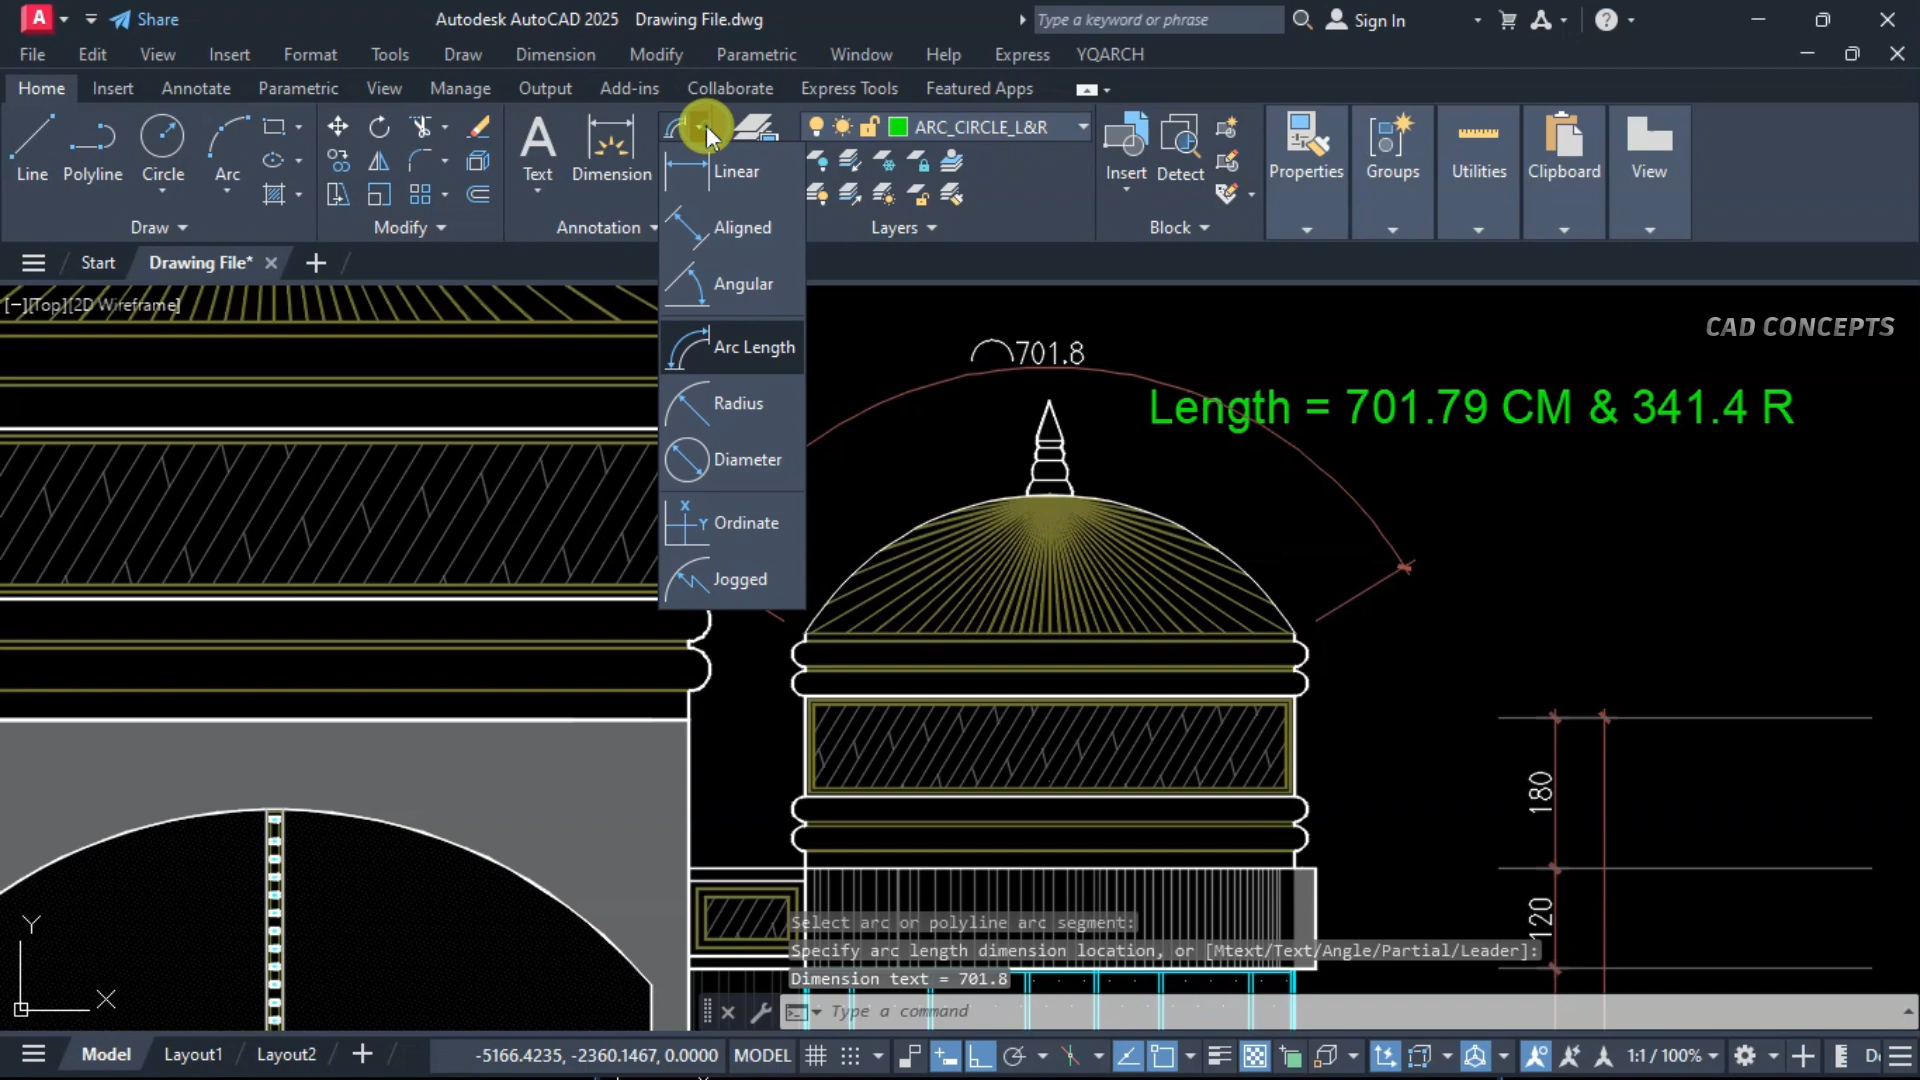 A Share Autodesk AutoCAD 2025 Drawing File.dwg Type a keyword or phrase Sign In
File Edit View Insert Format Tools Draw Dimension Modify Parametric Window Help Express YQARCH
Home Insert Annotate Parametric View Manage Output Add-ins Collaborate Express Tools Featured Apps
ARC_CIRCLE_L&R
Line Polyline Circle Arc Text Dimension Insert Detect Properties Groups Utilities Clipboard View
Draw Modify Annotation Layers Block
Start Drawing File*
[−][Top][2D Wireframe]
Linear
Aligned
Angular
Arc Length
Radius
Diameter
X
Y Ordinate
Jogged
CAD CONCEPTS
701.8
Length = 701.79 CM & 341.4 R
180
120
Y
X
Select arc or polyline arc segment:
Specify arc length dimension location, or [Mtext/Text/Angle/Partial/Leader]:
Dimension text = 701.8
Type a command
Model Layout1 Layout2 -5166.4235, -2360.1467, 0.0000 MODEL 1:1 / 100%